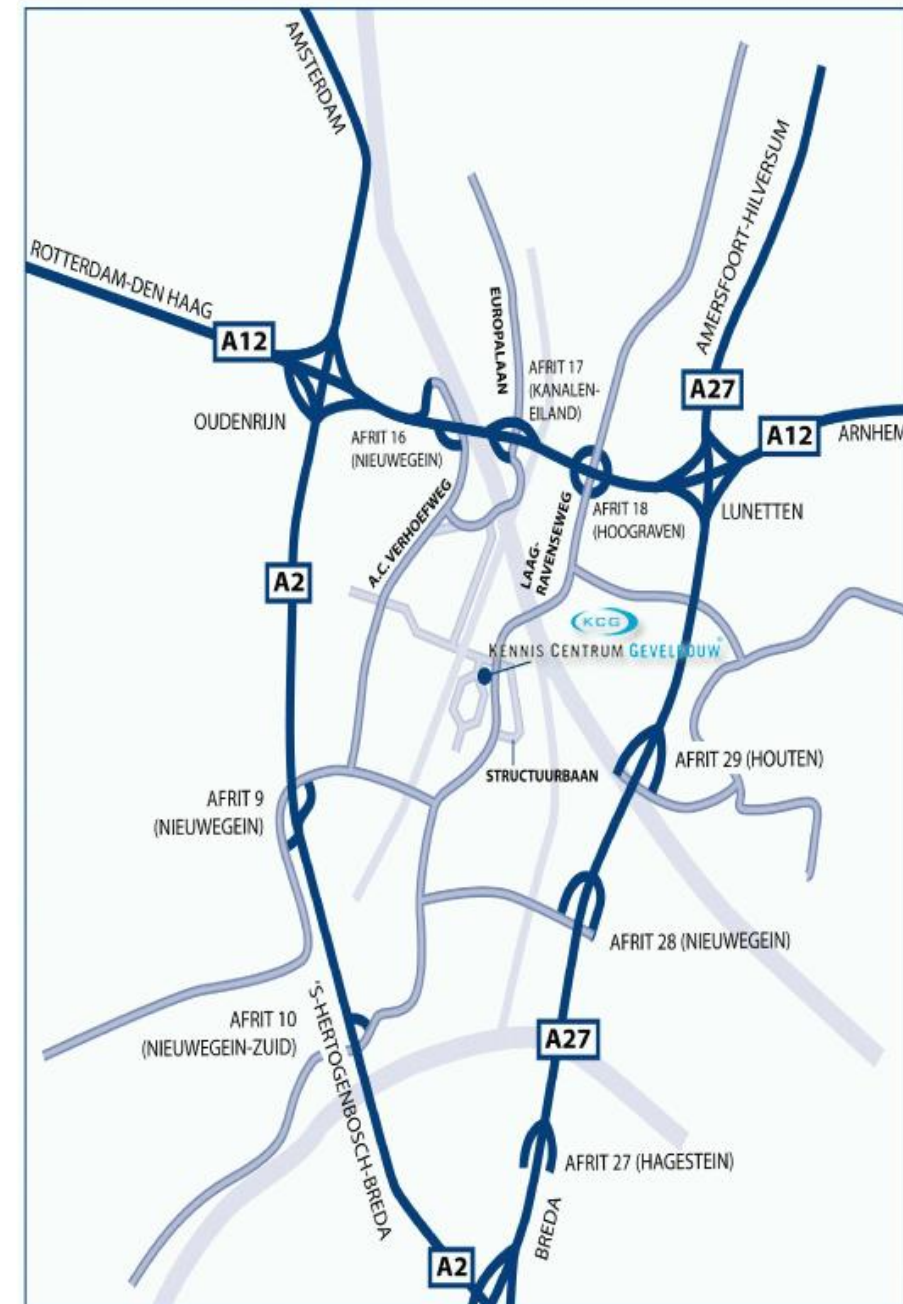 AMSTERDAM
ROTTERDAM-DEN HAAG
A12
OUDENRIJN
EUROPALAAN
AFRIT 17
(KANALEN-
EILAND)
AMERSFOORT-HILVERSUM
A27
A12
ARNHEM
AFRIT 16
(NIEUWEGEIN)
AFRIT 18
(HOOGRAVEN)
LUNETTEN
A.C. VERHOEFWEG
LAAG-
RAVENSEWEG
A2
KCG
KENNIS CENTRUM GEVELBOUW®
STRUCTUURBAAN
AFRIT 29 (HOUTEN)
AFRIT 9
(NIEUWEGEIN)
AFRIT 28 (NIEUWEGEIN)
AFRIT 10
(NIEUWEGEIN-ZUID)
'S-HERTOGENBOSCH-BREDA
A27
AFRIT 27 (HAGESTEIN)
BREDA
A2